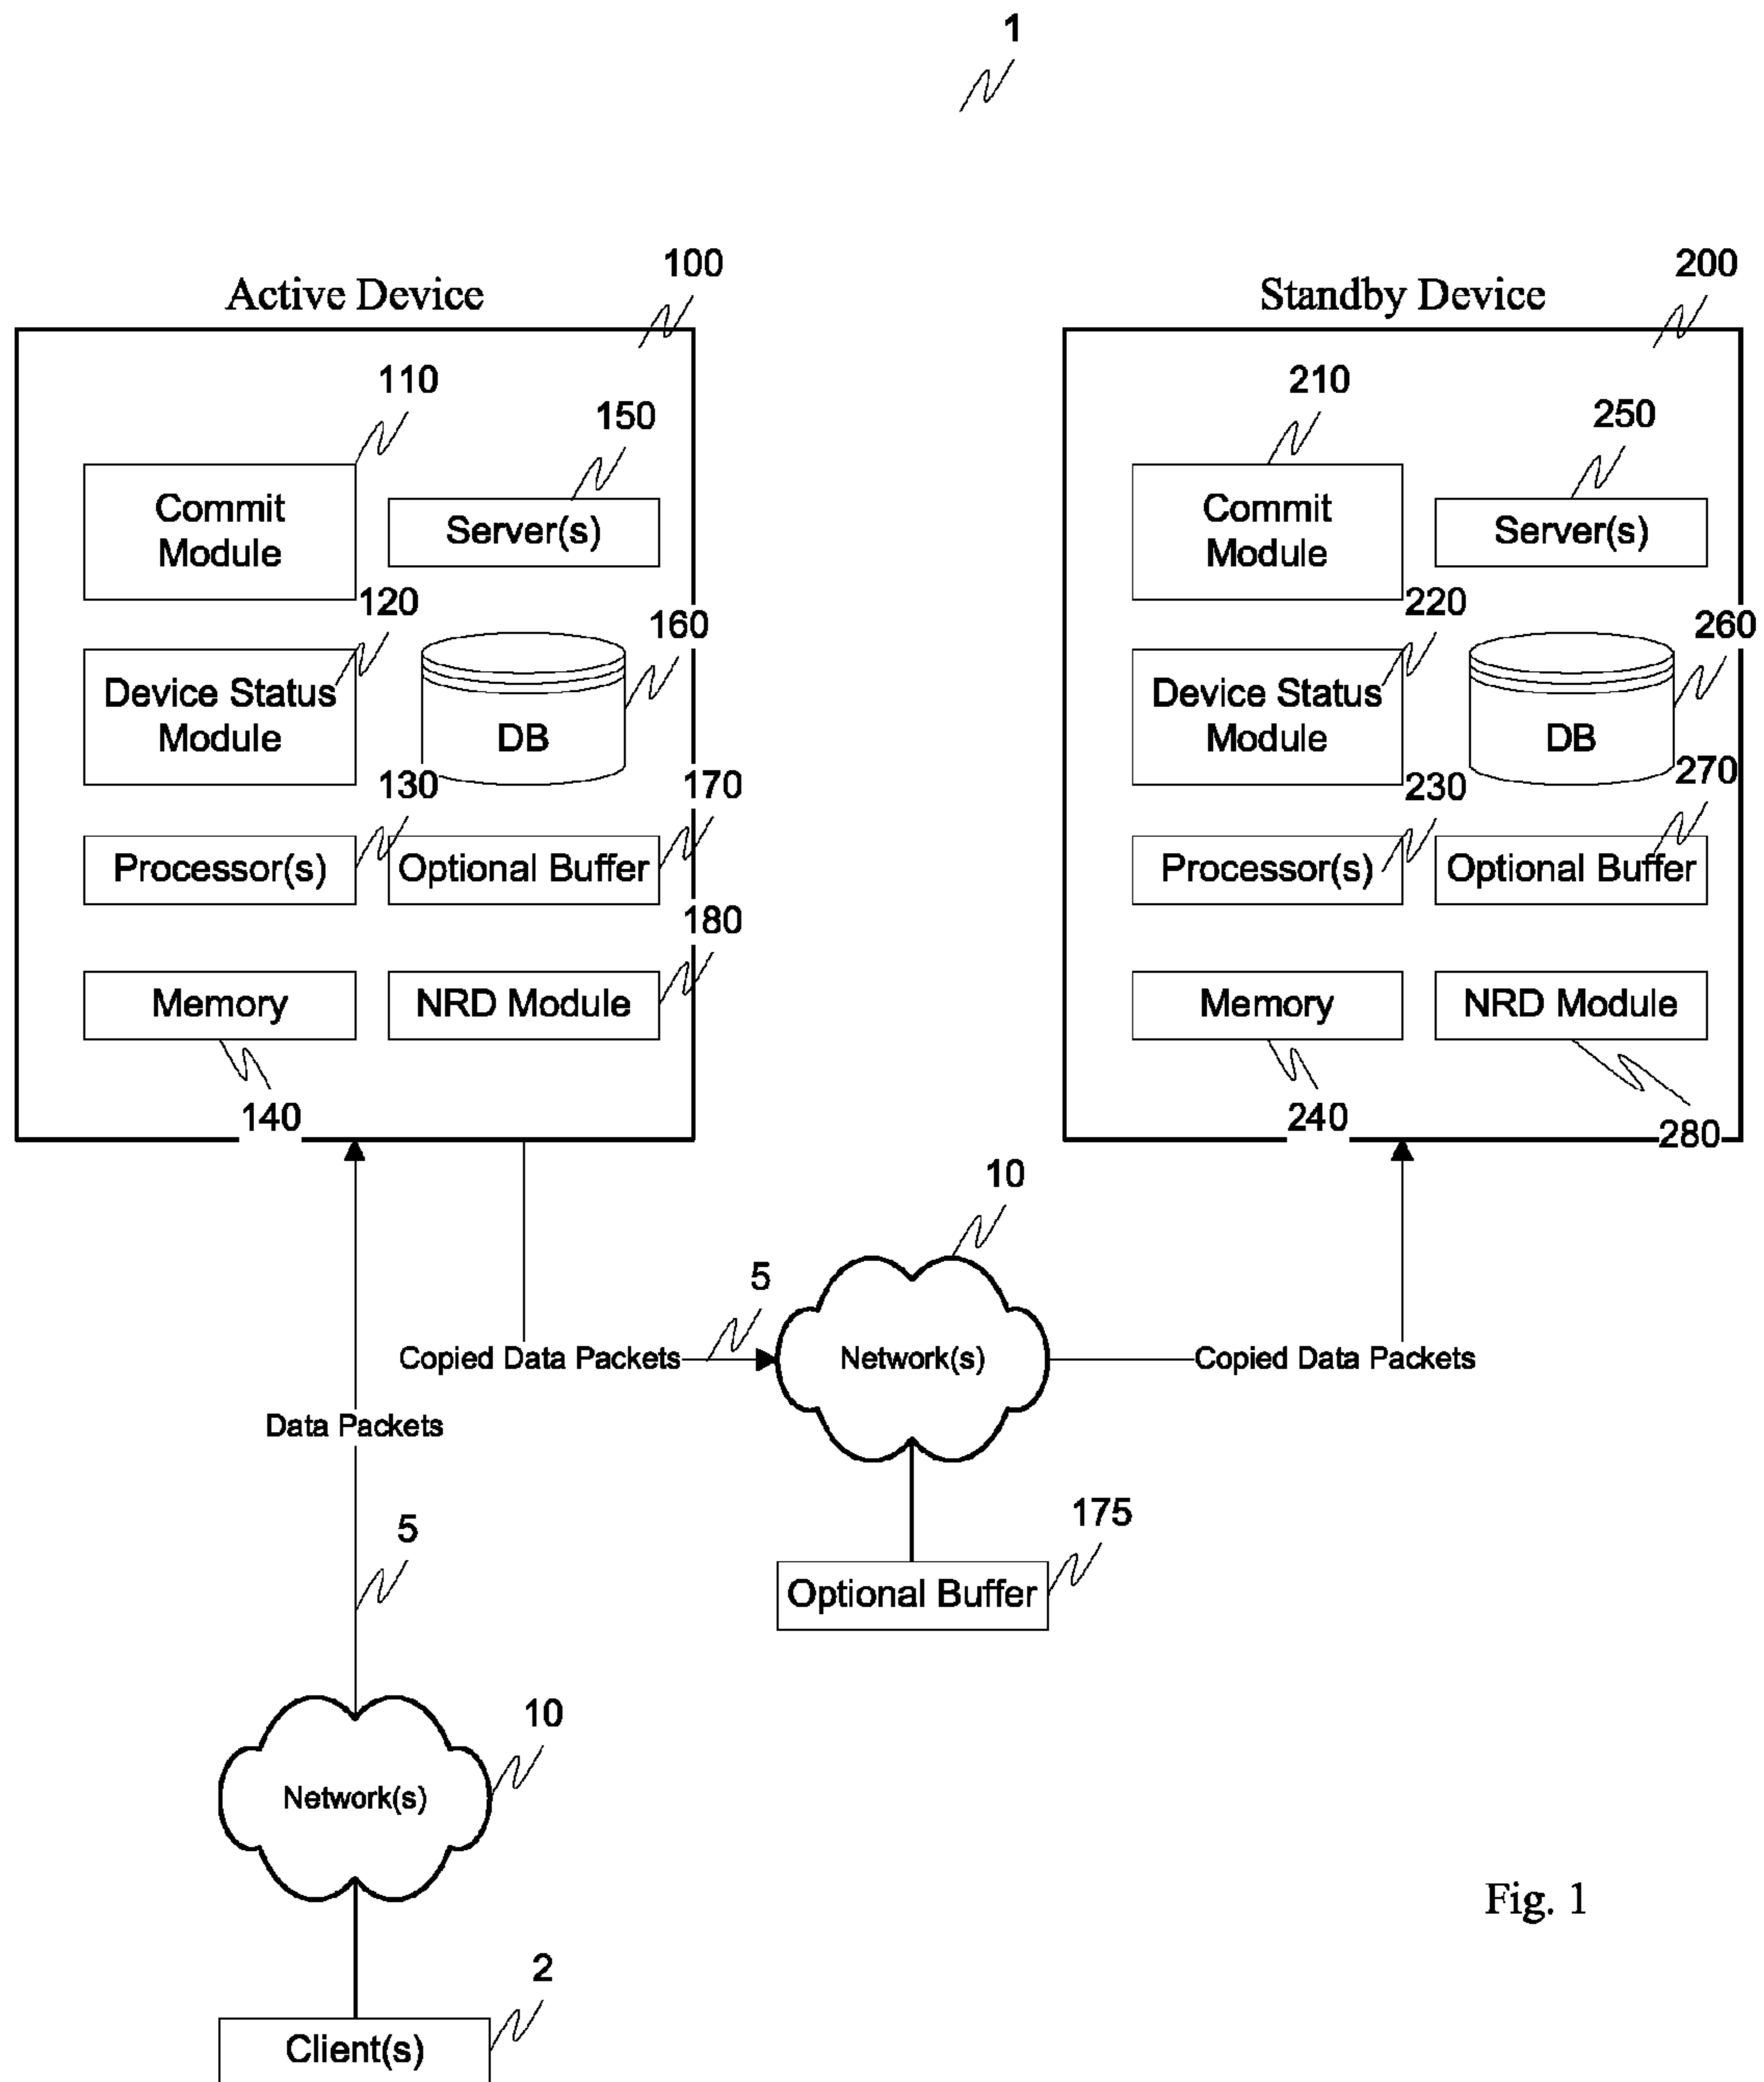 1
Active Device
100
Standby Device
200
110
150
Commit
Module
Server(s)
120
160
Device Status
Module
DB
130
170
Processor(s)
Optional Buffer
180
Memory
NRD Module
140
210
250
Commit
Module
Server(s)
220
260
Device Status
Module
DB
230
270
Processor(s)
Optional Buffer
Memory
NRD Module
240
280
10
5
Copied Data Packets
Network(s)
Copied Data Packets
Data Packets
5
175
Optional Buffer
10
Network(s)
Fig. 1
2
Client(s)